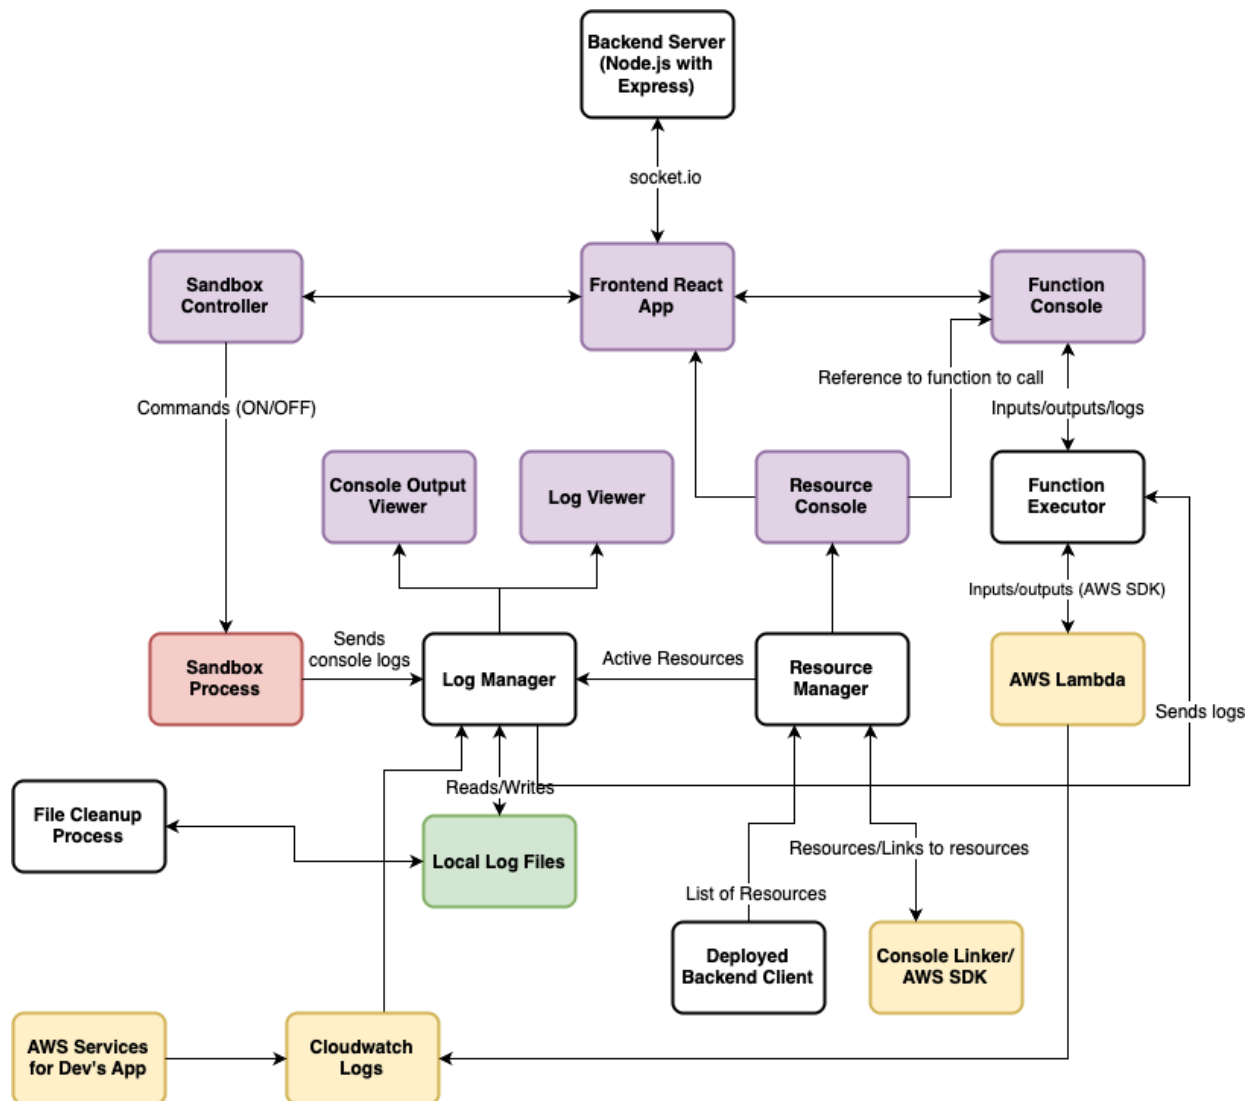 Backend Server
(Node.js with
Express)
socket.io
Sandbox
Controller
Frontend React
App
Function
Console
Reference to function to call
Commands (ON/OFF)
Inputs/outputs/logs
Console Output
Viewer
Log Viewer
Resource
Console
Function
Executor
Inputs/outputs (AWS SDK)
Sandbox
Process
Sends
console logs
Log Manager
Active Resources
Resource
Manager
AWS Lambda
Sends logs
Reads/Writes
File Cleanup
Process
Local Log Files
Resources/Links to resources
List of Resources
Deployed
Backend Client
Console Linker/
AWS SDK
AWS Services
for Dev's App
Cloudwatch
Logs